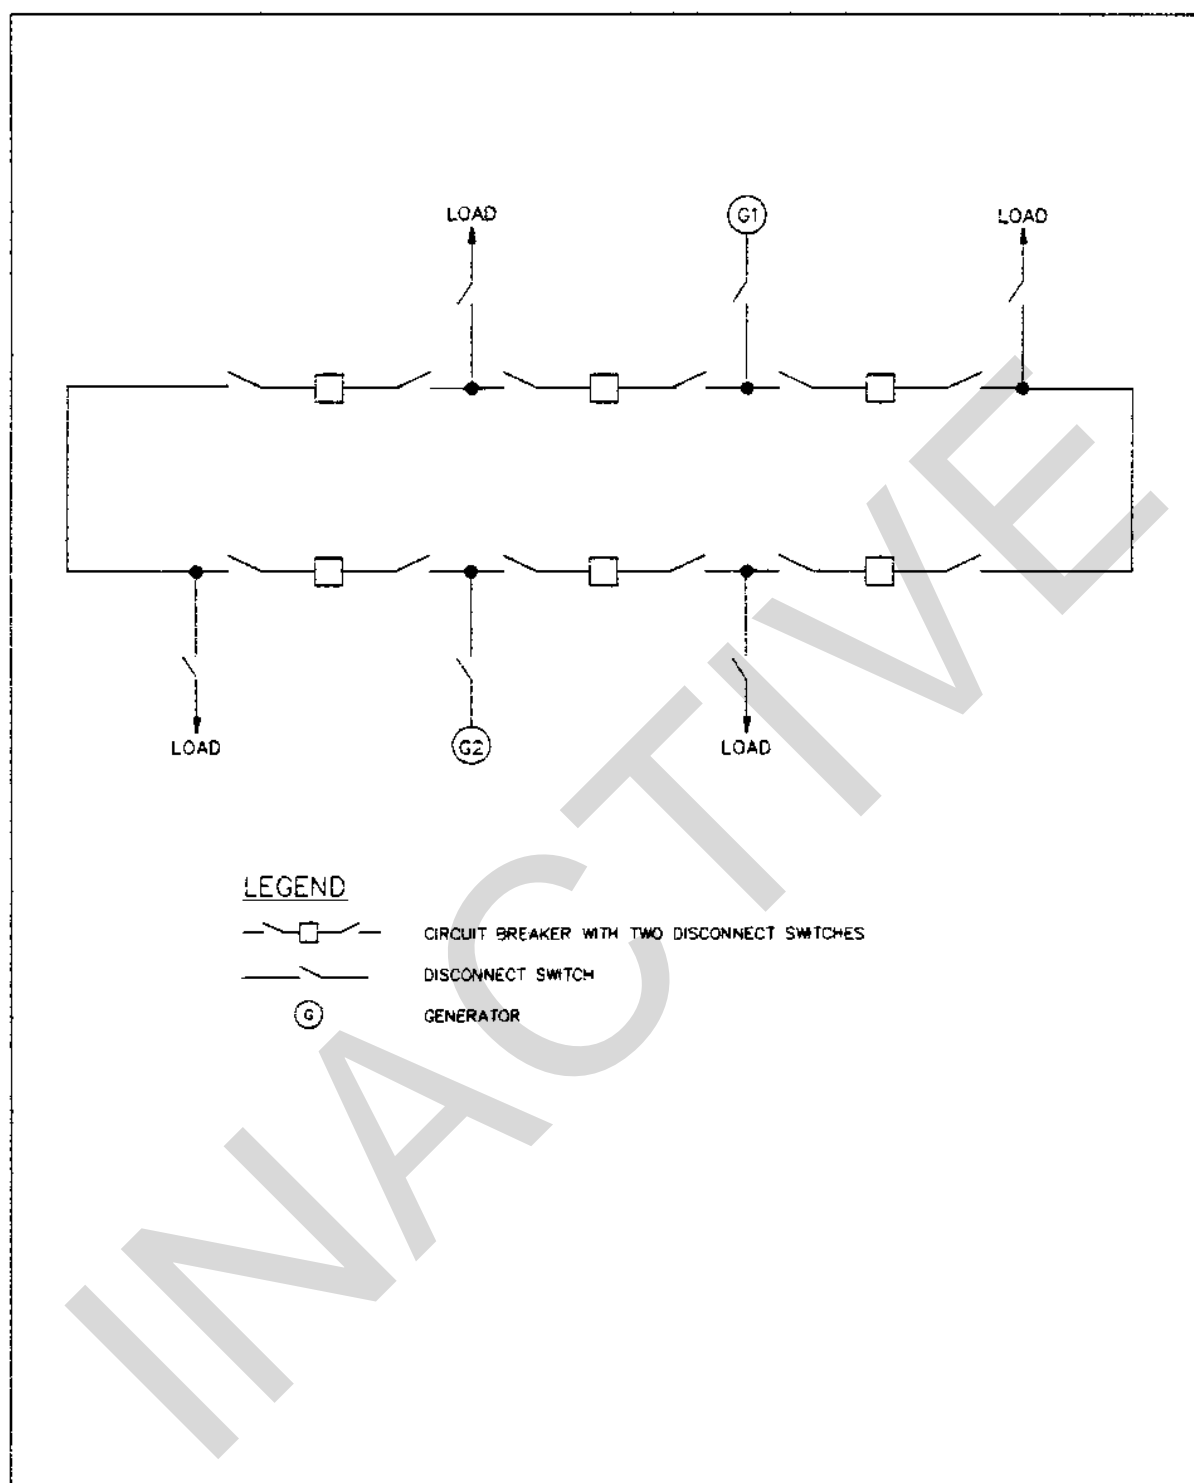 LOAD
G1
LOAD
LOAD
G2
LOAD
LEGEND
CIRCUIT BREAKER WITH TWO DISCONNECT SWITCHES
DISCONNECT SWITCH
G
GENERATOR
INACTIVE